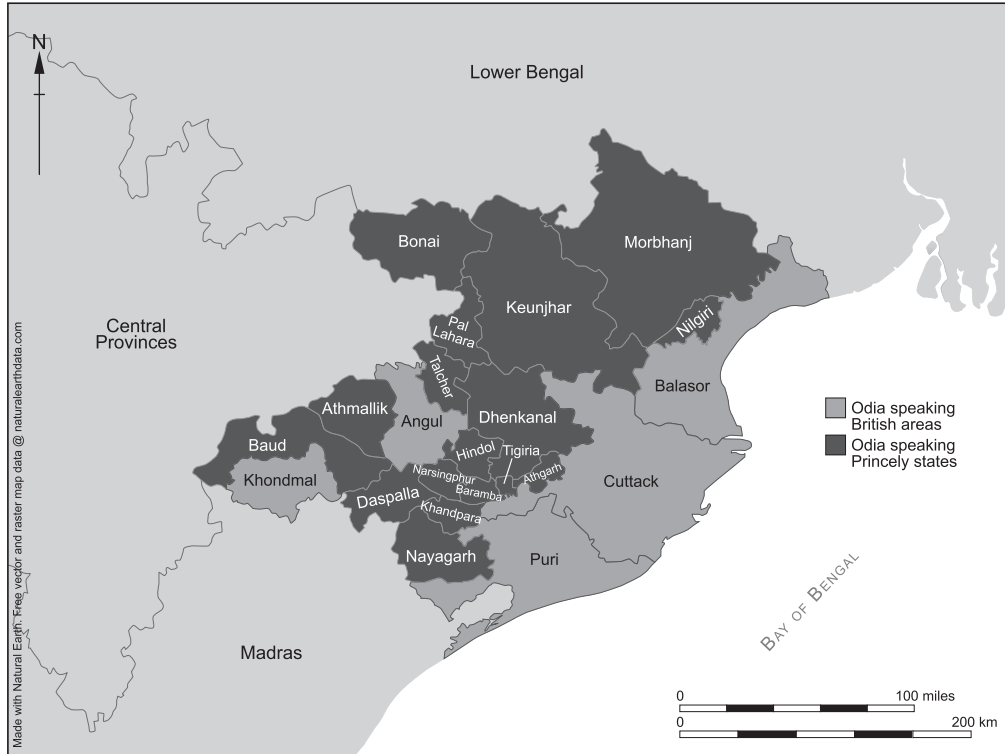 N
Lower Bengal
Bonai
Morbhanj
Keunjhar
Nilgiri
Central
Provinces
Pal
Lahara
Talcher
Balasor
Athmallik
Angul
Dhenkanal
Baud
Hindol
Tigiria
Khondmal
Narsingphur
Athgarh
Baramba
Cuttack
Daspalla
Khandpara
Nayagarh
Puri
Madras
Bay of Bengal
Odia speaking
British areas
Odia speaking
Princely states
0 100 miles
0 200 km
Made with Natural Earth. Free vector and raster map data @ naturalearthdata.com